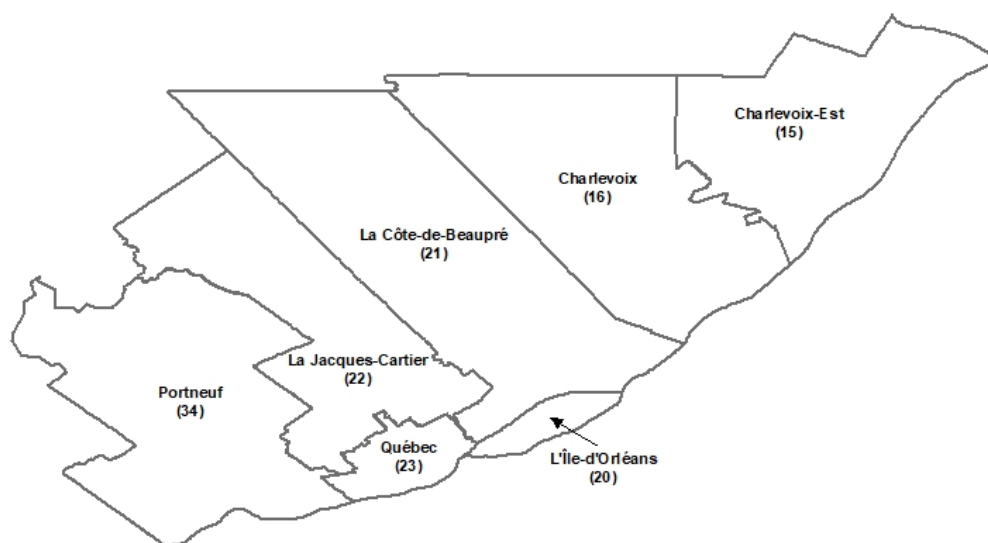 Charlevoix-Est
(15)
Charlevoix
(16)
La Côte-de-Beaupré
(21)
La Jacques-Cartier
(22)
Portneuf
(34)
Québec
(23)
L'Île-d'Orléans
(20)